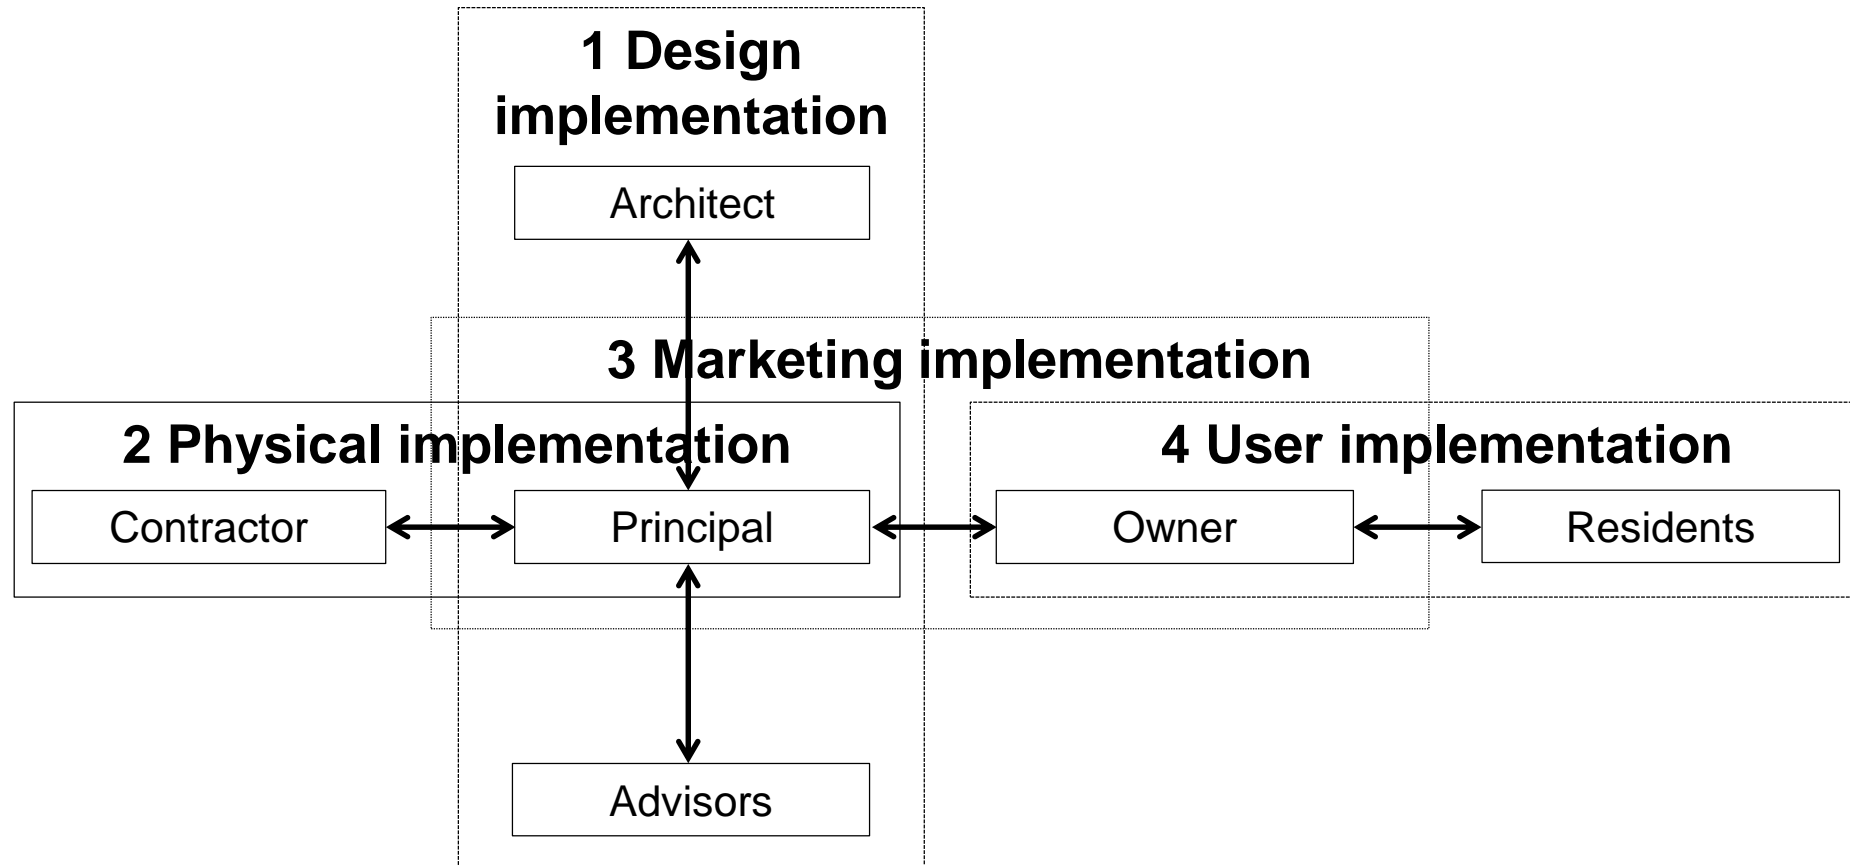 1 Design
implementation
Architect
3 Marketing implementation
2 Physical implementation
4 User implementation
Contractor
Principal
Owner
Residents
Advisors